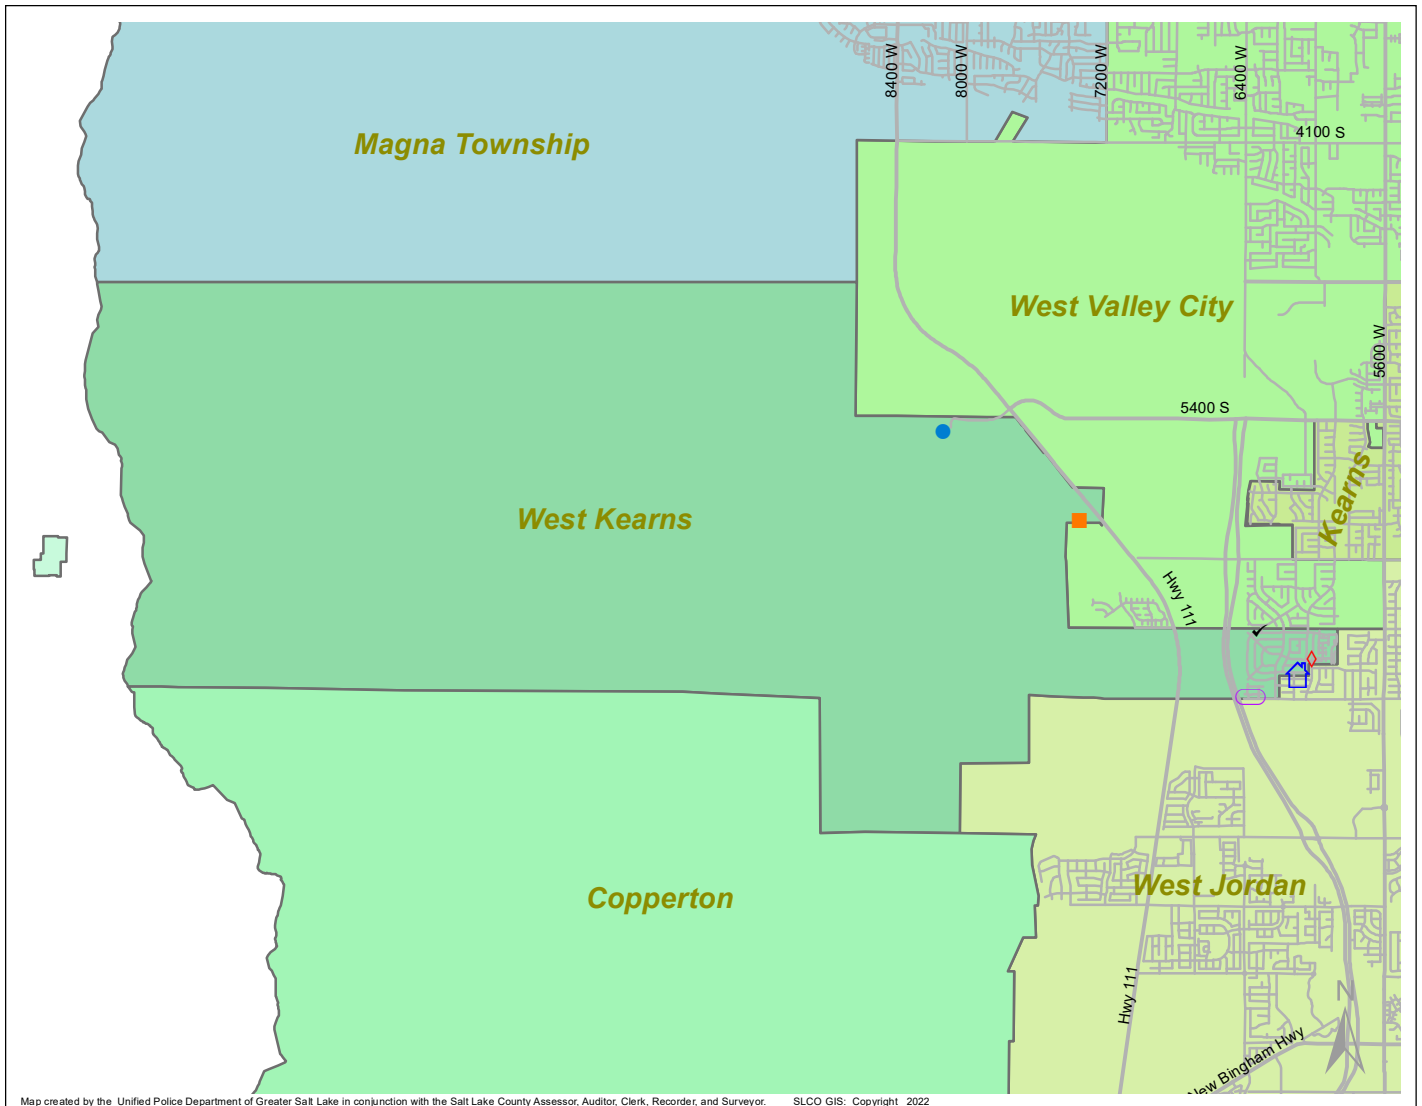 8400 W
8000 W
7200 W
6400 W
4100 S
Magna Township
West Valley City
5600 W
5400 S
Kearns
West Kearns
Hwy 111
West Jordan
Copperton
Hwy 111
N
New Bingham Hwy
Map created by the Unified Police Department of Greater Salt Lake in conjunction with the Salt Lake County Assessor, Auditor, Clerk, Recorder, and Surveyor. SLCO GIS: Copyright 2022